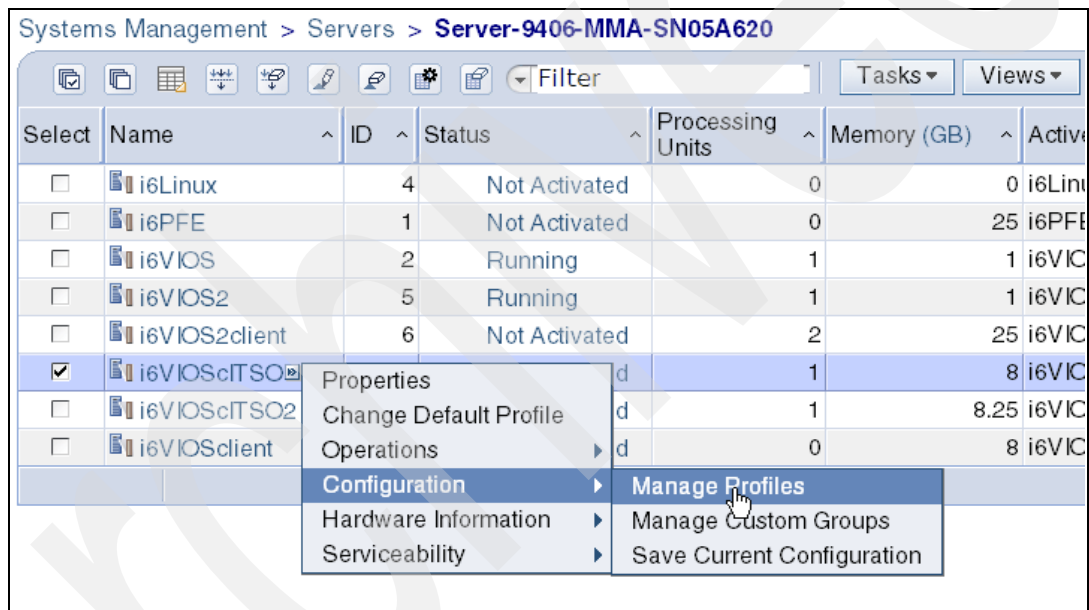 Systems Management > Servers > Server-9406-MMA-SN05A620
Filter Tasks Views
Select Name ID Status Processing Units Memory (GB)
i6Linux 4 Not Activated 0 0
i6PFE 1 Not Activated 0 25
i6VIOS 2 Running 1 1
i6VIOS2 5 Running 1 1
i6VIOS2client 6 Not Activated 2 25
i6VIOSclTSO 1 8
i6VIOSclTSO2 1 8.25
i6VIOSclient 0 8
Properties
Change Default Profile
Operations
Configuration
Hardware Information
Serviceability
Manage Profiles
Manage Custom Groups
Save Current Configuration